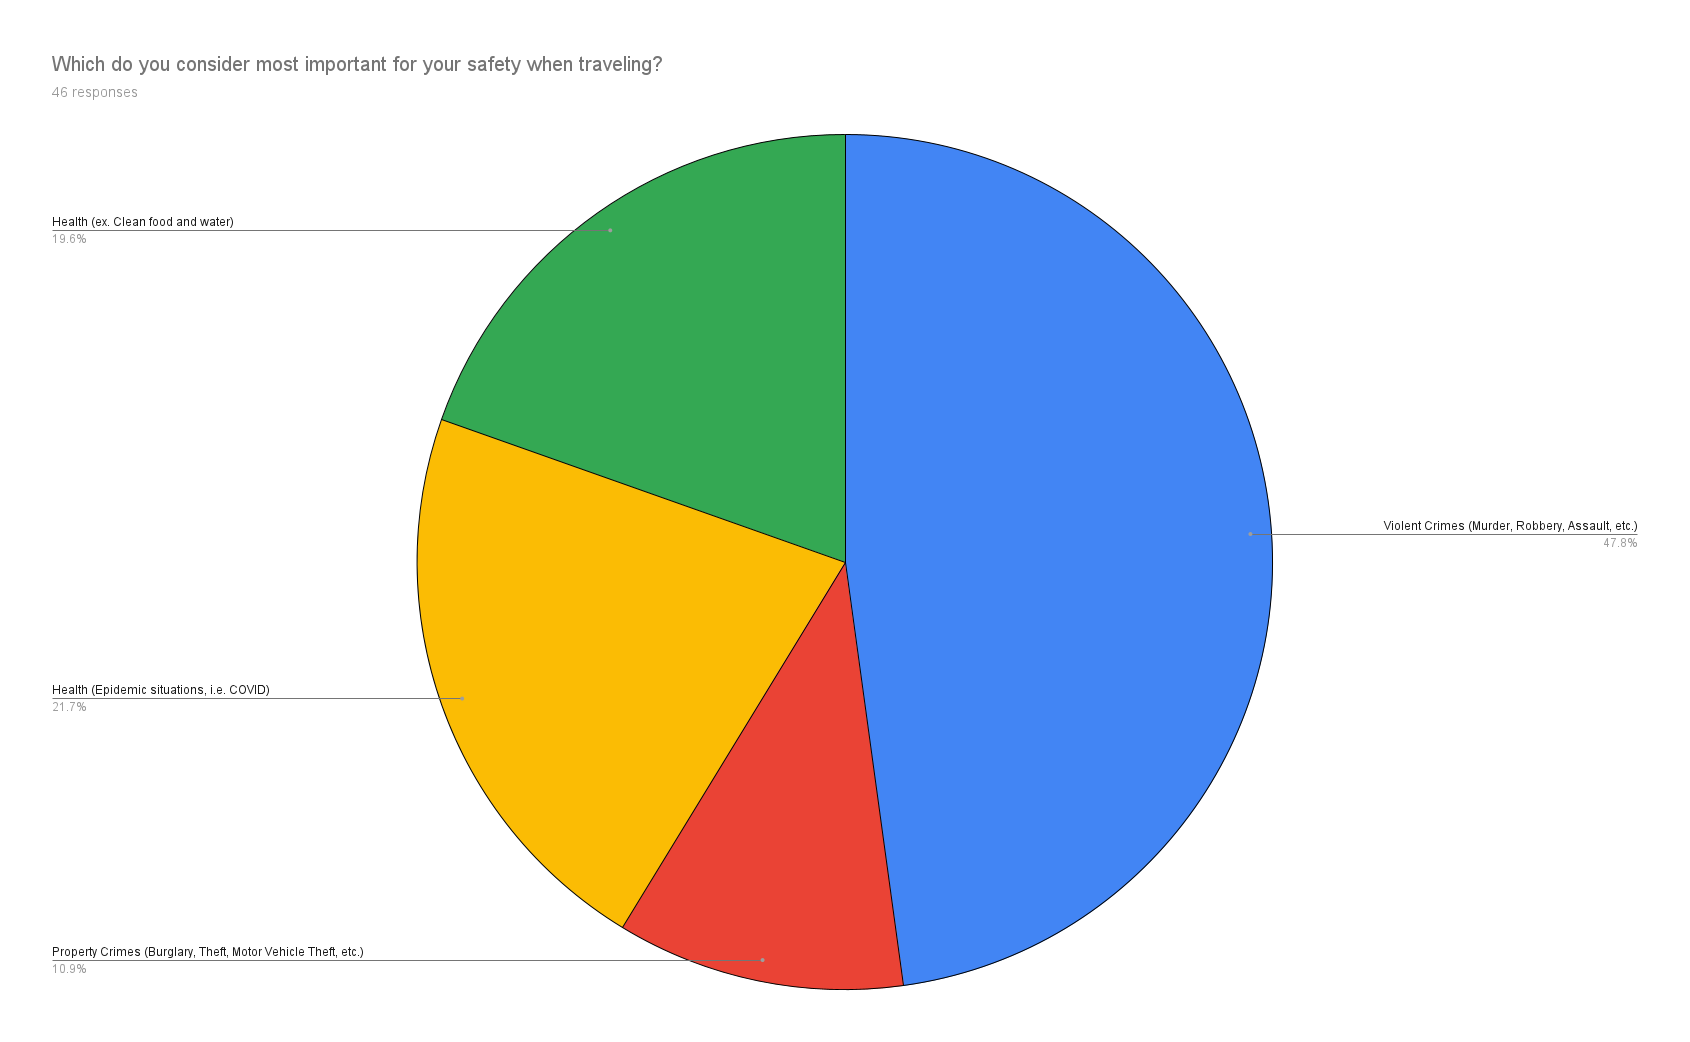 Which do you consider most important for your safety when traveling?
46 responses
Health (ex. Clean food and water)
19.6%
Violent Crimes (Murder, Robbery, Assault, etc.)
47.8%
Health (Epidemic situations, i.e. COVID)
21.7%
Property Crimes (Burglary, Theft, Motor Vehicle Theft, etc.)
10.9%